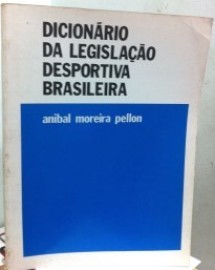 DICIONÁRIO
DA LEGISLAÇÃO
DESPORTIVA
BRASILEIRA
anibal moreira pellon